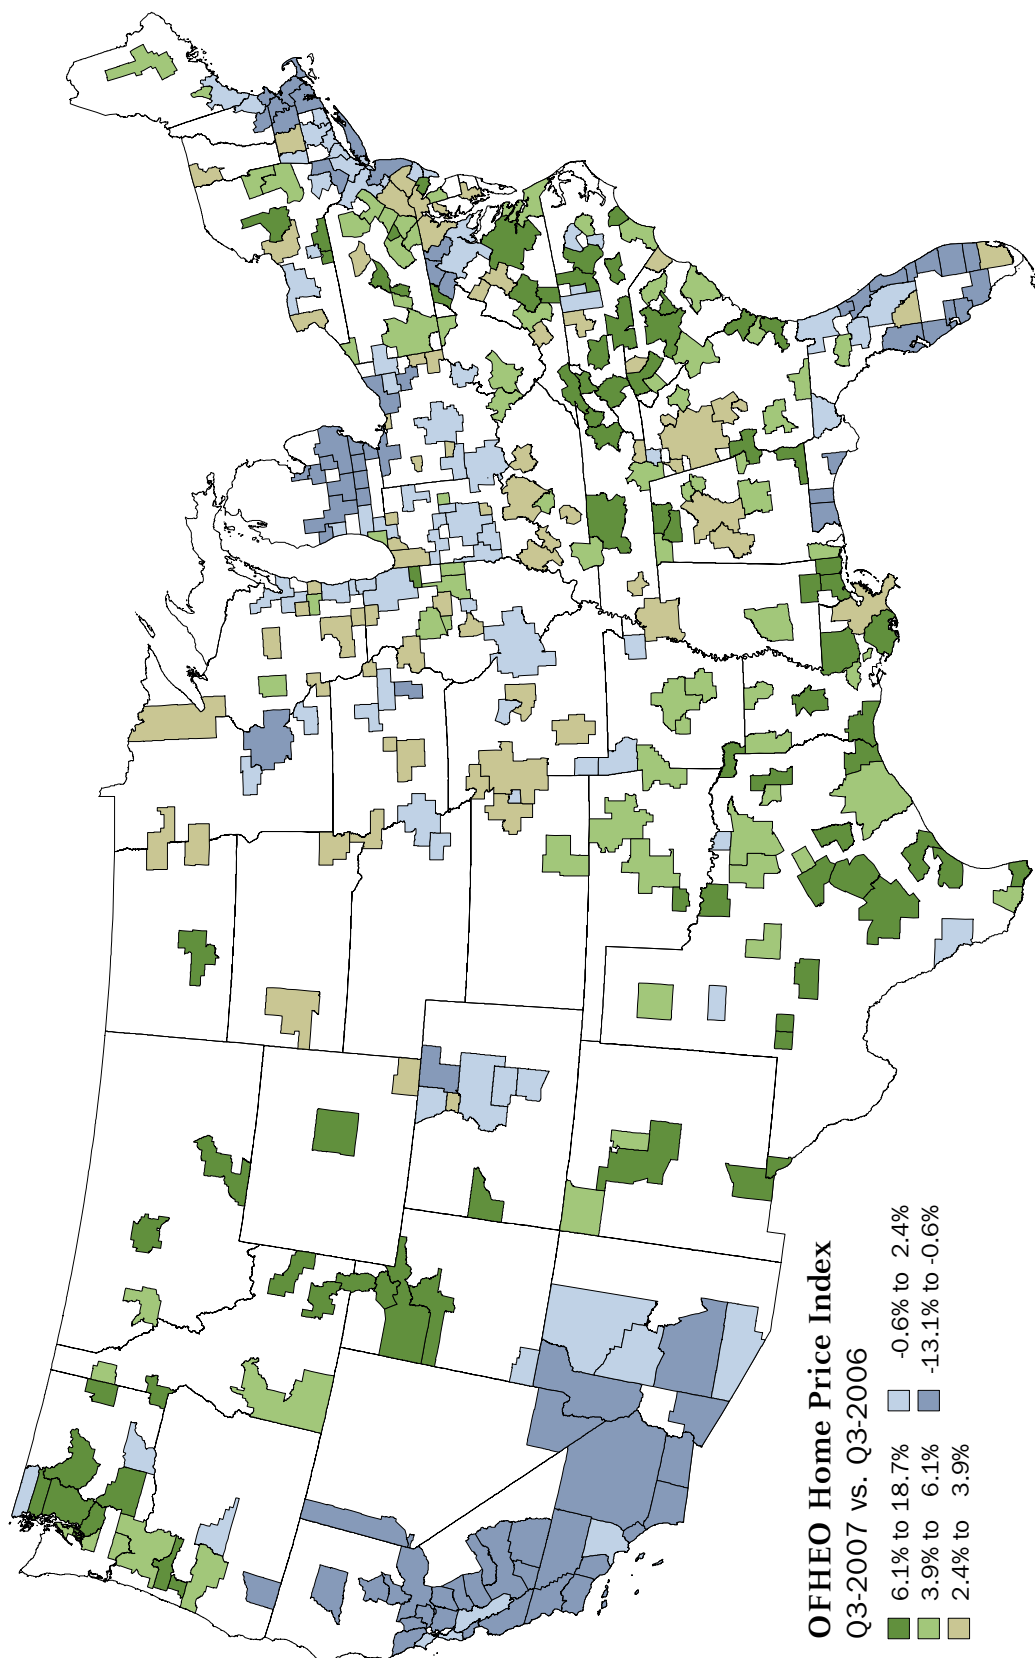 OFHEO Home Price Index
Q3-2007 vs. Q3-2006
6.1% to 18.7%
3.9% to 6.1%
2.4% to 3.9%
-0.6% to 2.4%
-13.1% to -0.6%